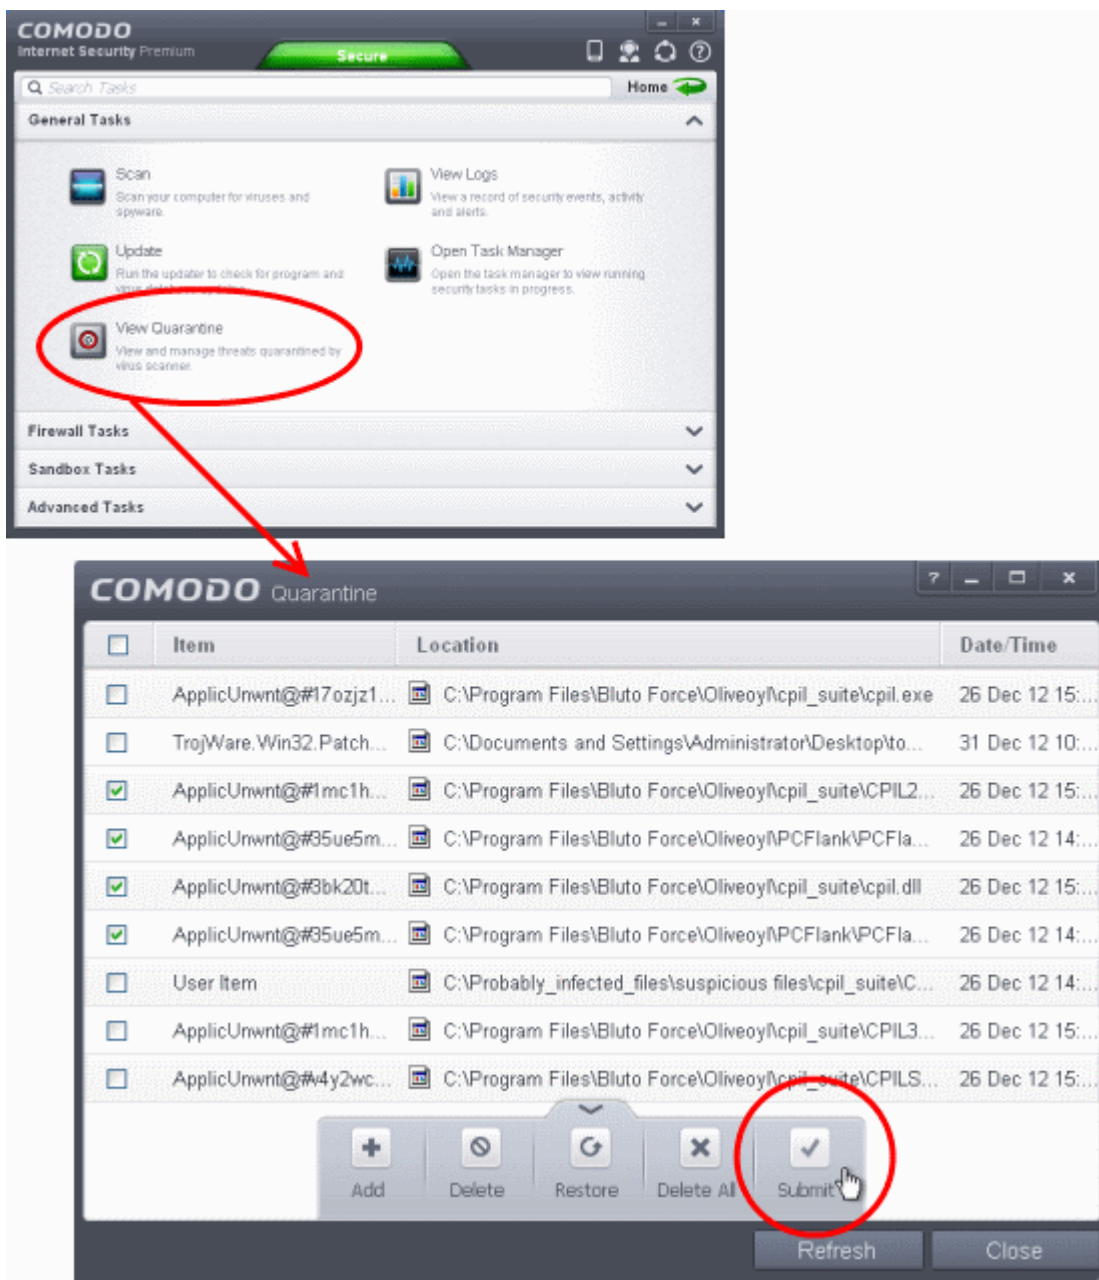 COMODO
Internet Security Premium
Secure
Search Tasks
Home
General Tasks
Scan
Scan your computer for viruses and
spyware.
View Logs
View a record of security events, activity
and alerts.
Update
Run the updater to check for program and
virus database updates.
Open Task Manager
Open the task manager to view running
security tasks in progress.
View Quarantine
View and manage threats quarantined by
virus scanner.
Firewall Tasks
Sandbox Tasks
Advanced Tasks
COMODO Quarantine
Item Location Date/Time
ApplicUnwnt@#17ozjz1... C:\Program Files\Bluto Force\Oliveoyl\cpil_suite\cpil.exe 26 Dec 12 15:...
TrojWare.Win32.Patch... C:\Documents and Settings\Administrator\Desktop\to... 31 Dec 12 10:...
ApplicUnwnt@#1mc1h... C:\Program Files\Bluto Force\Oliveoyl\cpil_suite\CPIL2... 26 Dec 12 15:...
ApplicUnwnt@#35ue5m... C:\Program Files\Bluto Force\Oliveoyl\PCFlank\PCFla... 26 Dec 12 14:...
ApplicUnwnt@#3bk20t... C:\Program Files\Bluto Force\Oliveoyl\cpil_suite\cpil.dll 26 Dec 12 15:...
ApplicUnwnt@#35ue5m... C:\Program Files\Bluto Force\Oliveoyl\PCFlank\PCFla... 26 Dec 12 14:...
User Item C:\Probably_infected_files\suspicious files\cpil_suite\C... 26 Dec 12 14:...
ApplicUnwnt@#1mc1h... C:\Program Files\Bluto Force\Oliveoyl\cpil_suite\CPIL3... 26 Dec 12 15:...
ApplicUnwnt@#v4y2wc... C:\Program Files\Bluto Force\Oliveoyl\cpil_suite\CPILS... 26 Dec 12 15:...
Add Delete Restore Delete All Submit
Refresh Close